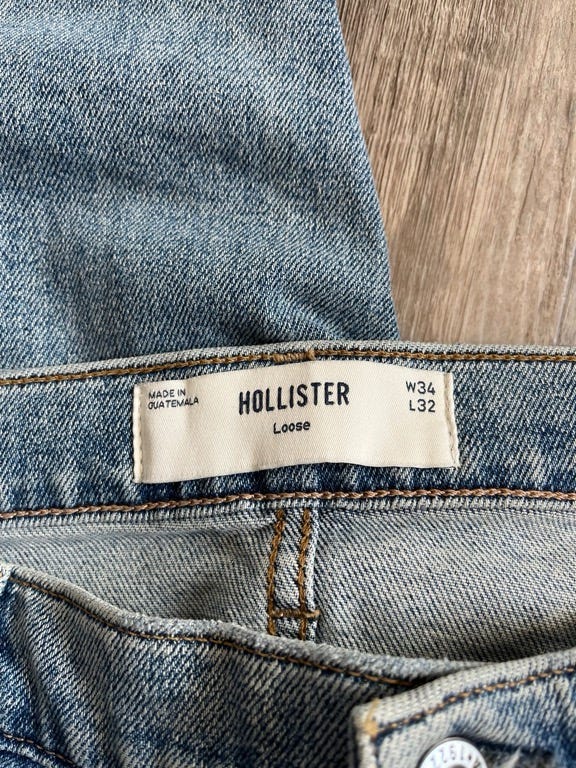 MADE IN
GUATEMALA
HOLLISTER
Loose
W34
L32